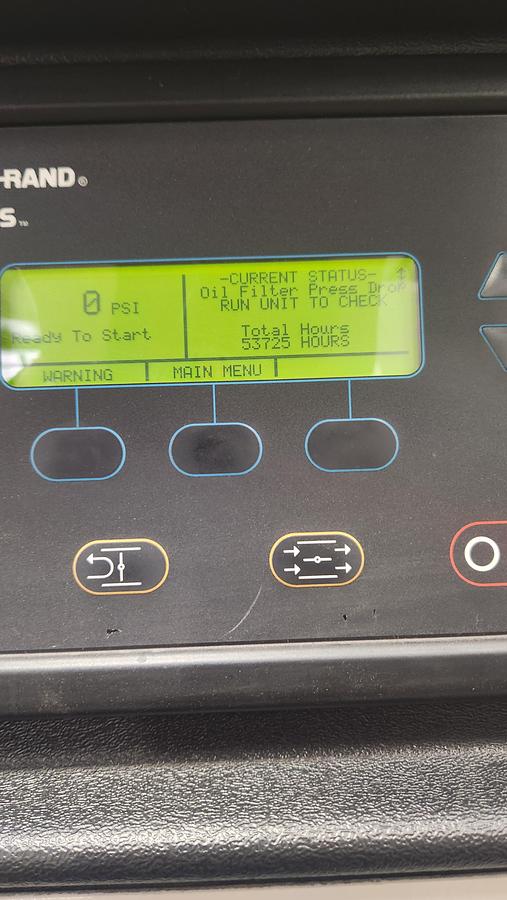 -RAND®
S™
-CURRENT STATUS-
Oil Filter Press Drop
RUN UNIT TO CHECK
0 PSI
Ready To Start
Total Hours
53725 HOURS
WARNING
MAIN MENU